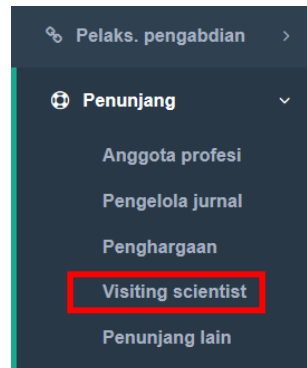 Pelaks. pengabdian
Penunjang
Anggota profesi
Pengelola jurnal
Penghargaan
Visiting scientist
Penunjang lain